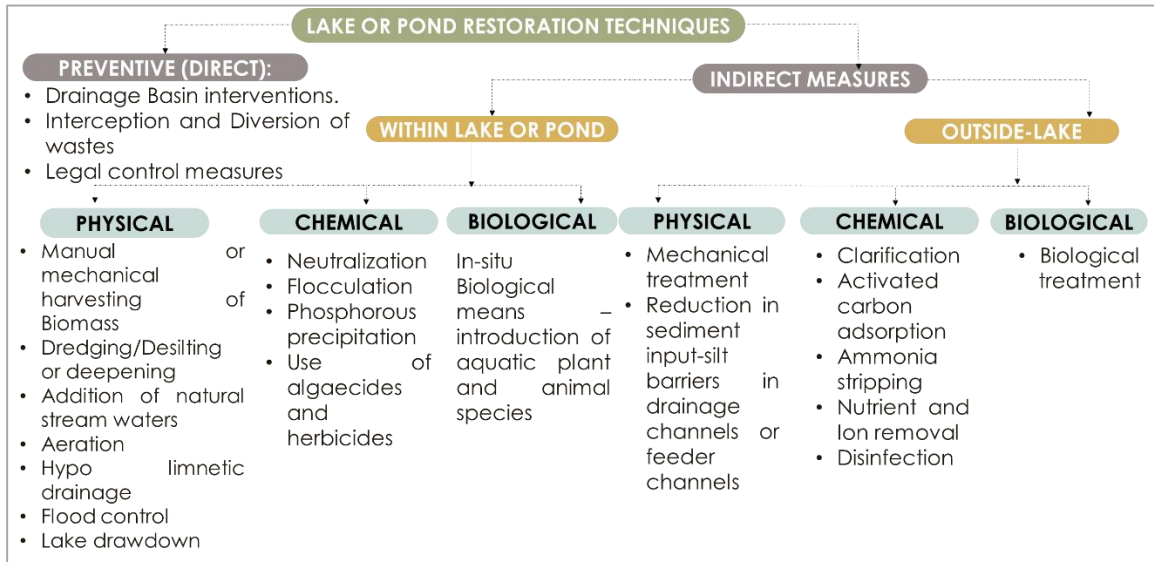 LAKE OR POND RESTORATION TECHNIQUES
PREVENTIVE (DIRECT):
• Drainage Basin interventions.
• Interception and Diversion of
wastes
• Legal control measures
INDIRECT MEASURES
WITHIN LAKE OR POND
OUTSIDE-LAKE
PHYSICAL
• Manual or
mechanical
harvesting of
Biomass
• Dredging/Desilting
or deepening
• Addition of natural
stream waters
• Aeration
• Hypo limnetic
drainage
• Flood control
• Lake drawdown
CHEMICAL
• Neutralization
• Flocculation
• Phosphorous
precipitation
• Use of
algaecides
and
herbicides
BIOLOGICAL
In-situ
Biological
means –
introduction of
aquatic plant
and animal
species
PHYSICAL
• Mechanical
treatment
• Reduction in
sediment
input-silt
barriers in
drainage
channels or
feeder
channels
CHEMICAL
• Clarification
• Activated
carbon
adsorption
• Ammonia
stripping
• Nutrient and
Ion removal
• Disinfection
BIOLOGICAL
• Biological
treatment